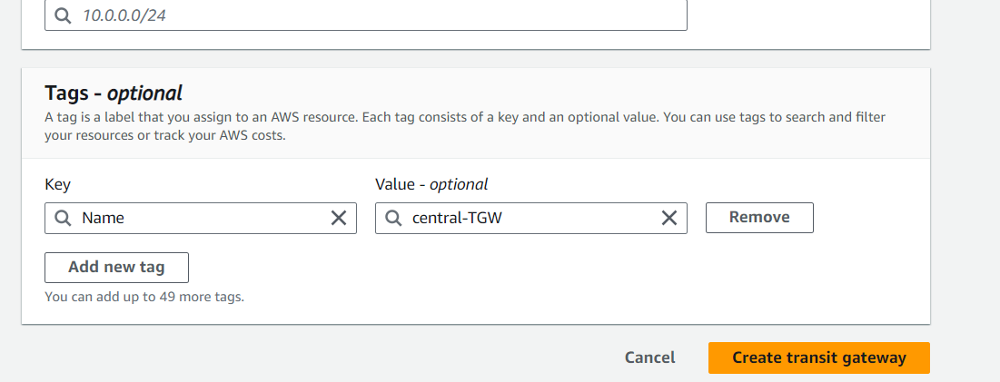 10.0.0.0/24
Tags - optional
A tag is a label that you assign to an AWS resource. Each tag consists of a key and an optional value. You can use tags to search and filter
your resources or track your AWS costs.
Key
Value - optional
Name
central-TGW
Remove
Add new tag
You can add up to 49 more tags.
Cancel
Create transit gateway